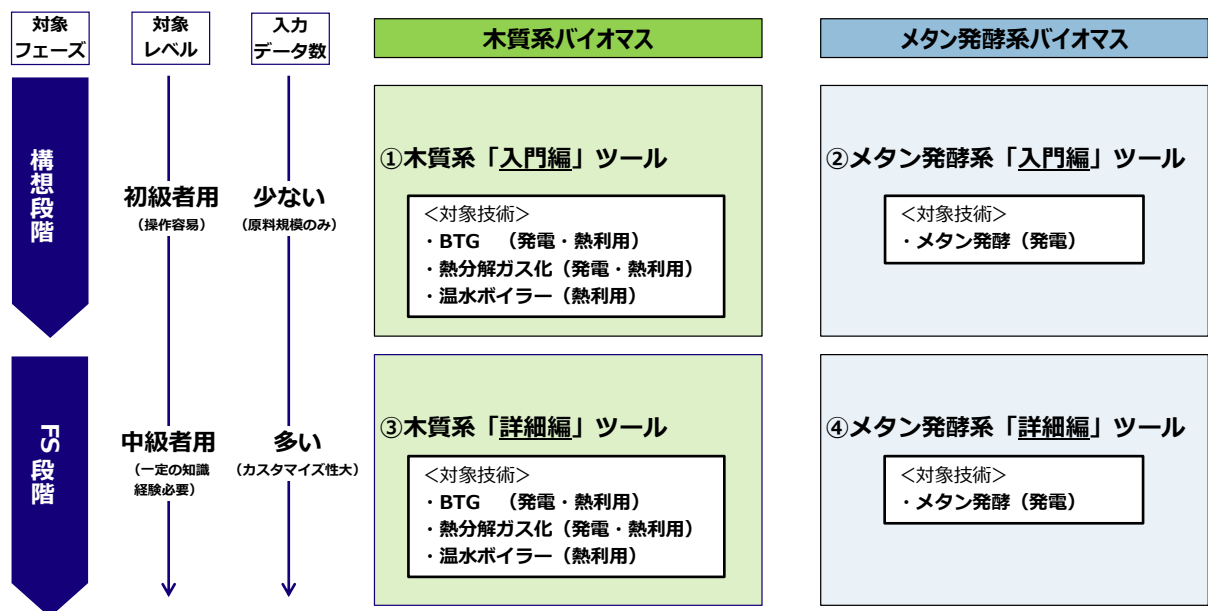 対象
フェーズ
対象
レベル
入力
データ数
木質系バイオマス
メタン発酵系バイオマス
構想段階
初級者用
(操作容易)
少ない
(原料規模のみ)
①木質系「入門編」ツール
<対象技術>
・BTG (発電・熱利用)
・熱分解ガス化(発電・熱利用)
・温水ボイラー(熱利用)
②メタン発酵系「入門編」ツール
<対象技術>
・メタン発酵(発電)
FS段階
中級者用
(一定の知識
経験必要)
多い
(カスタマイズ性大)
③木質系「詳細編」ツール
<対象技術>
・BTG (発電・熱利用)
・熱分解ガス化(発電・熱利用)
・温水ボイラー(熱利用)
④メタン発酵系「詳細編」ツール
<対象技術>
・メタン発酵(発電)